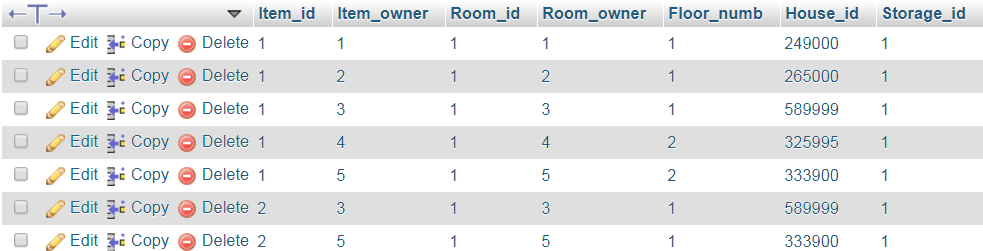 Item_id Item_owner Room_id Room_owner Floor_numb House_id Storage_id
Edit Copy Delete 1 1 1 1 1 249000 1
Edit Copy Delete 1 2 1 2 1 265000 1
Edit Copy Delete 1 3 1 3 1 589999 1
Edit Copy Delete 1 4 1 4 2 325995 1
Edit Copy Delete 1 5 1 5 2 333900 1
Edit Copy Delete 2 3 1 3 1 589999 1
Edit Copy Delete 2 5 1 5 1 333900 1